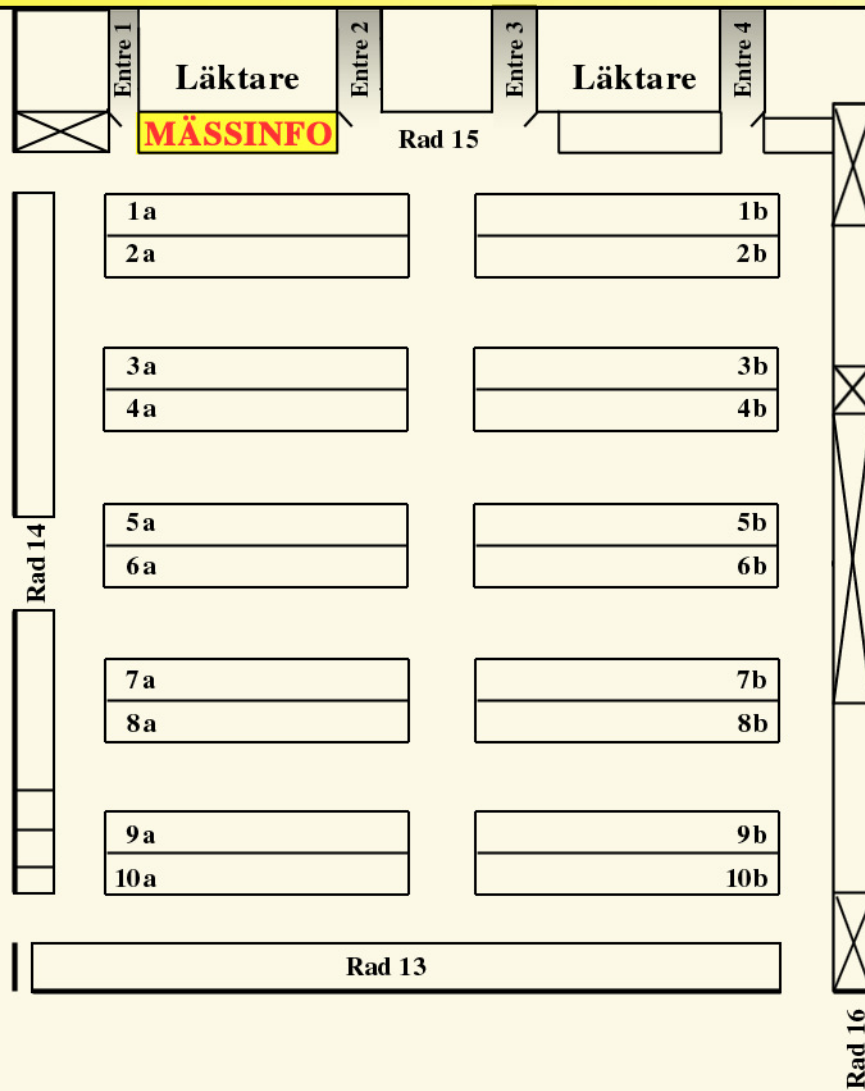 Entre 1
Läktare
Entre 2
Entre 3
Läktare
Entre 4
MÄSSINFO
Rad 15
1a
1b
2a
2b
3a
3b
4a
4b
5a
5b
Rad 14
6a
6b
7a
7b
8a
8b
9a
9b
10a
10b
Rad 13
Rad 16